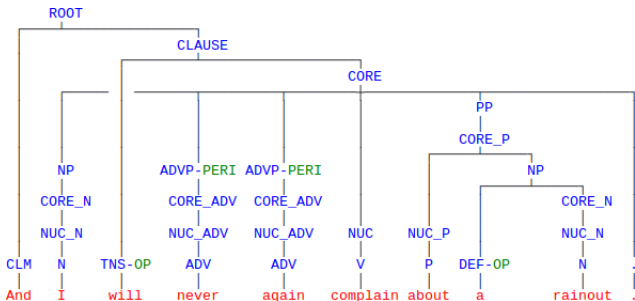 ROOT
CLAUSE
CORE
PP
CORE_P
NP ADVP-PERI ADVP-PERI NP
CORE_N CORE_ADV CORE_ADV CORE_N
NUC_N NUC_ADV NUC_ADV NUC NUC_P NUC_N
CLM N TNS-OP ADV ADV V P DEF-OP N .
And I will never again complain about a rainout .